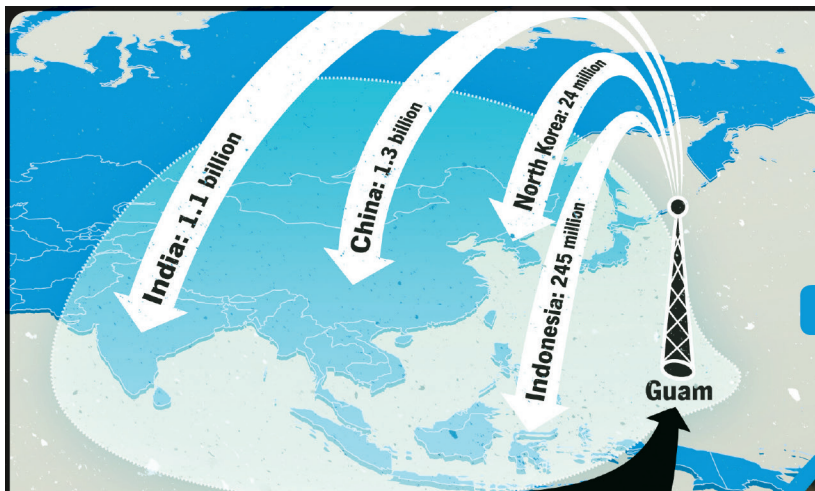 India: 1.1 billion
China: 1.3 billion
North Korea: 24 million
Indonesia: 245 million
Guam